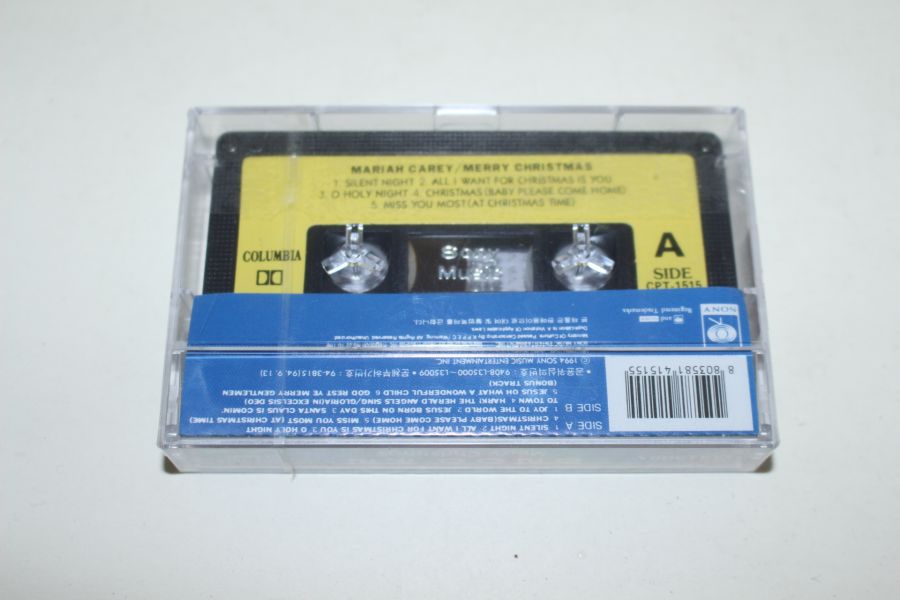 MARIAH CAREY/MERRY CHRISTMAS
1. SILENT NIGHT 2. ALL I WANT FOR CHRISTMAS IS YOU
3. O HOLY NIGHT 4. CHRISTMAS(BABY PLEASE COME HOME)
5. MISS YOU MOST(AT CHRISTMAS TIME)
COLUMBIA
Sony
Music
A
SIDE
CPT-1515
SIDE A 1 SILENT NIGHT 2 ALL I WANT FOR CHRISTMAS IS YOU 3 O HOLY NIGHT
4 CHRISTMAS(BABY PLEASE COME HOME) 5 MISS YOU MOST (AT CHRISTMAS TIME)
SIDE B 1 JOY TO THE WORLD 2 JESUS BORN ON THIS DAY 3 SANTA CLAUS IS COMIN'
TO TOWN 4 HARK! THE HERALD ANGELS SING/GLORIA(IN EXCELSIS DEO)
5 JESUS OH WHAT A WONDERFUL CHILD 6 GOD REST YE MERRY GENTLEMEN
(BONUS TRACK)
8 803581 415155
ⓒ 1994 SONY MUSIC ENTERTAINMENT INC.
Duplication Is A Violation Of Applicable Laws.
SONY